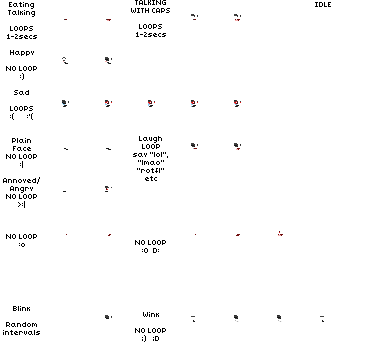 Eating
Talking
LOOPS
1-2secs
TALKING
WITH CAPS
LOOPS
1-2secs
IDLE
Happy
NO LOOP
:)
Sad
LOOPS
:( :'(
Plain
Face
NO LOOP
:|
Laugh
LOOP
say "lol",
"lmao"
"rotfl"
etc
Annoyed/
Angry
NO LOOP
>:|
NO LOOP
:o
NO LOOP
:O D:
Blink
Random
intervals
Wink
NO LOOP
;) ;D